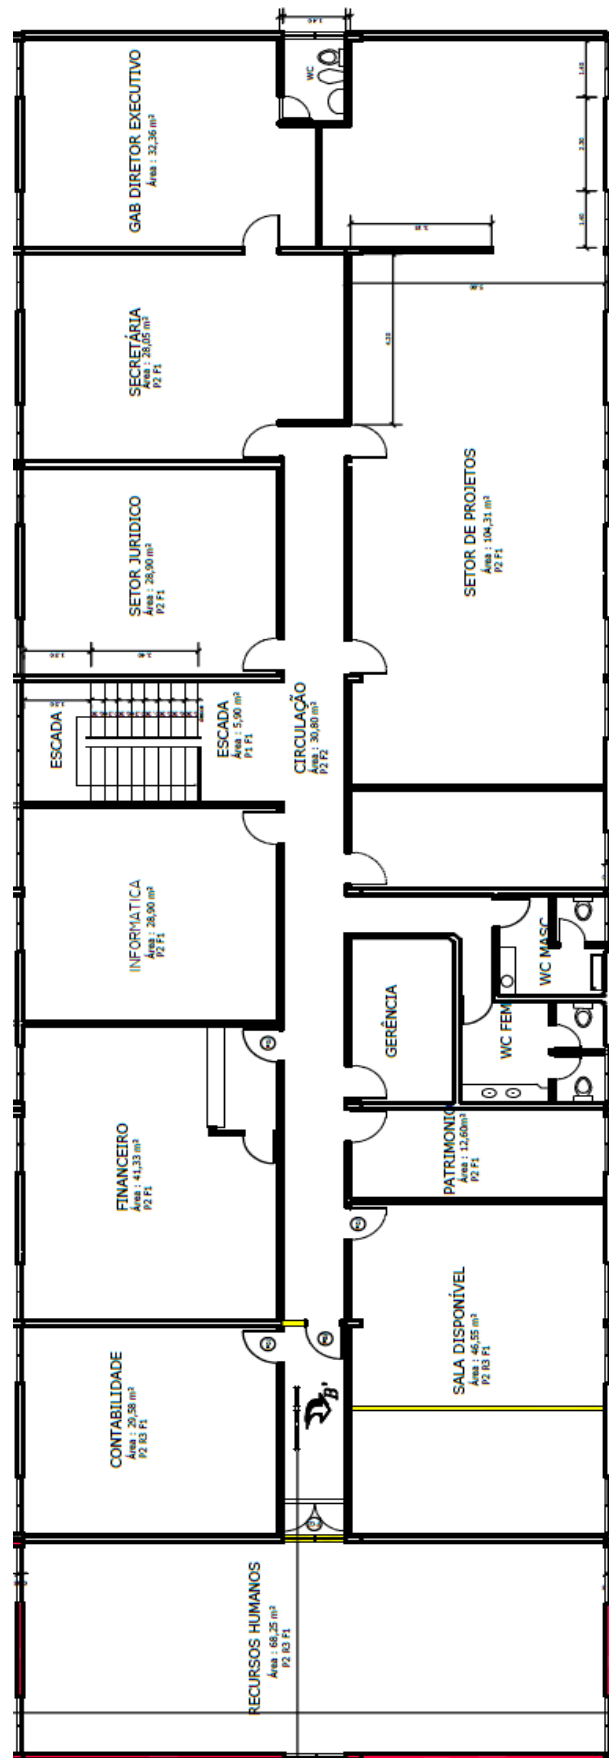 GAB DIRETOR EXECUTIVO
Área : 32,36 m²
WC
SECRETÁRIA
Área : 28,05 m²
P2 F1
SETOR JURIDICO
Área : 28,90 m²
P2 F1
SETOR DE PROJETOS
Área : 104,31 m²
P2 F1
ESCADA
ESCADA
Área : 5,90 m²
P1 F1
CIRCULAÇÃO
Área : 30,80 m²
P2 F2
INFORMATICA
Área : 28,90 m²
P2 F1
WC MASC
GERÊNCIA
WC FEM
FINANCEIRO
Área : 41,33 m²
P2 F1
PATRIMONIO
Área : 12,60m²
P2 F1
SALA DISPONÍVEL
Área : 46,55 m²
P2 R3 F1
CONTABILIDADE
Área : 29,58 m²
P2 R3 F1
B'
RECURSOS HUMANOS
Área : 68,25 m²
P2 R3 F1